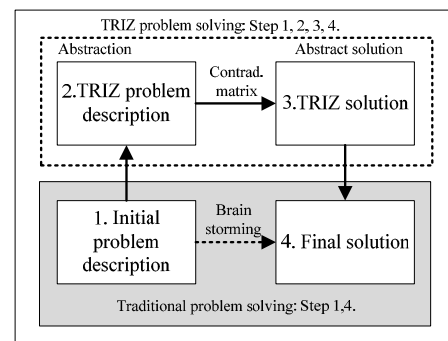 TRIZ problem solving: Step 1, 2, 3, 4.
Abstraction
Abstract solution
2.TRIZ problem
description
Contrad.
matrix
3.TRIZ solution
1. Initial
problem
description
Brain
storming
4. Final solution
Traditional problem solving: Step 1,4.